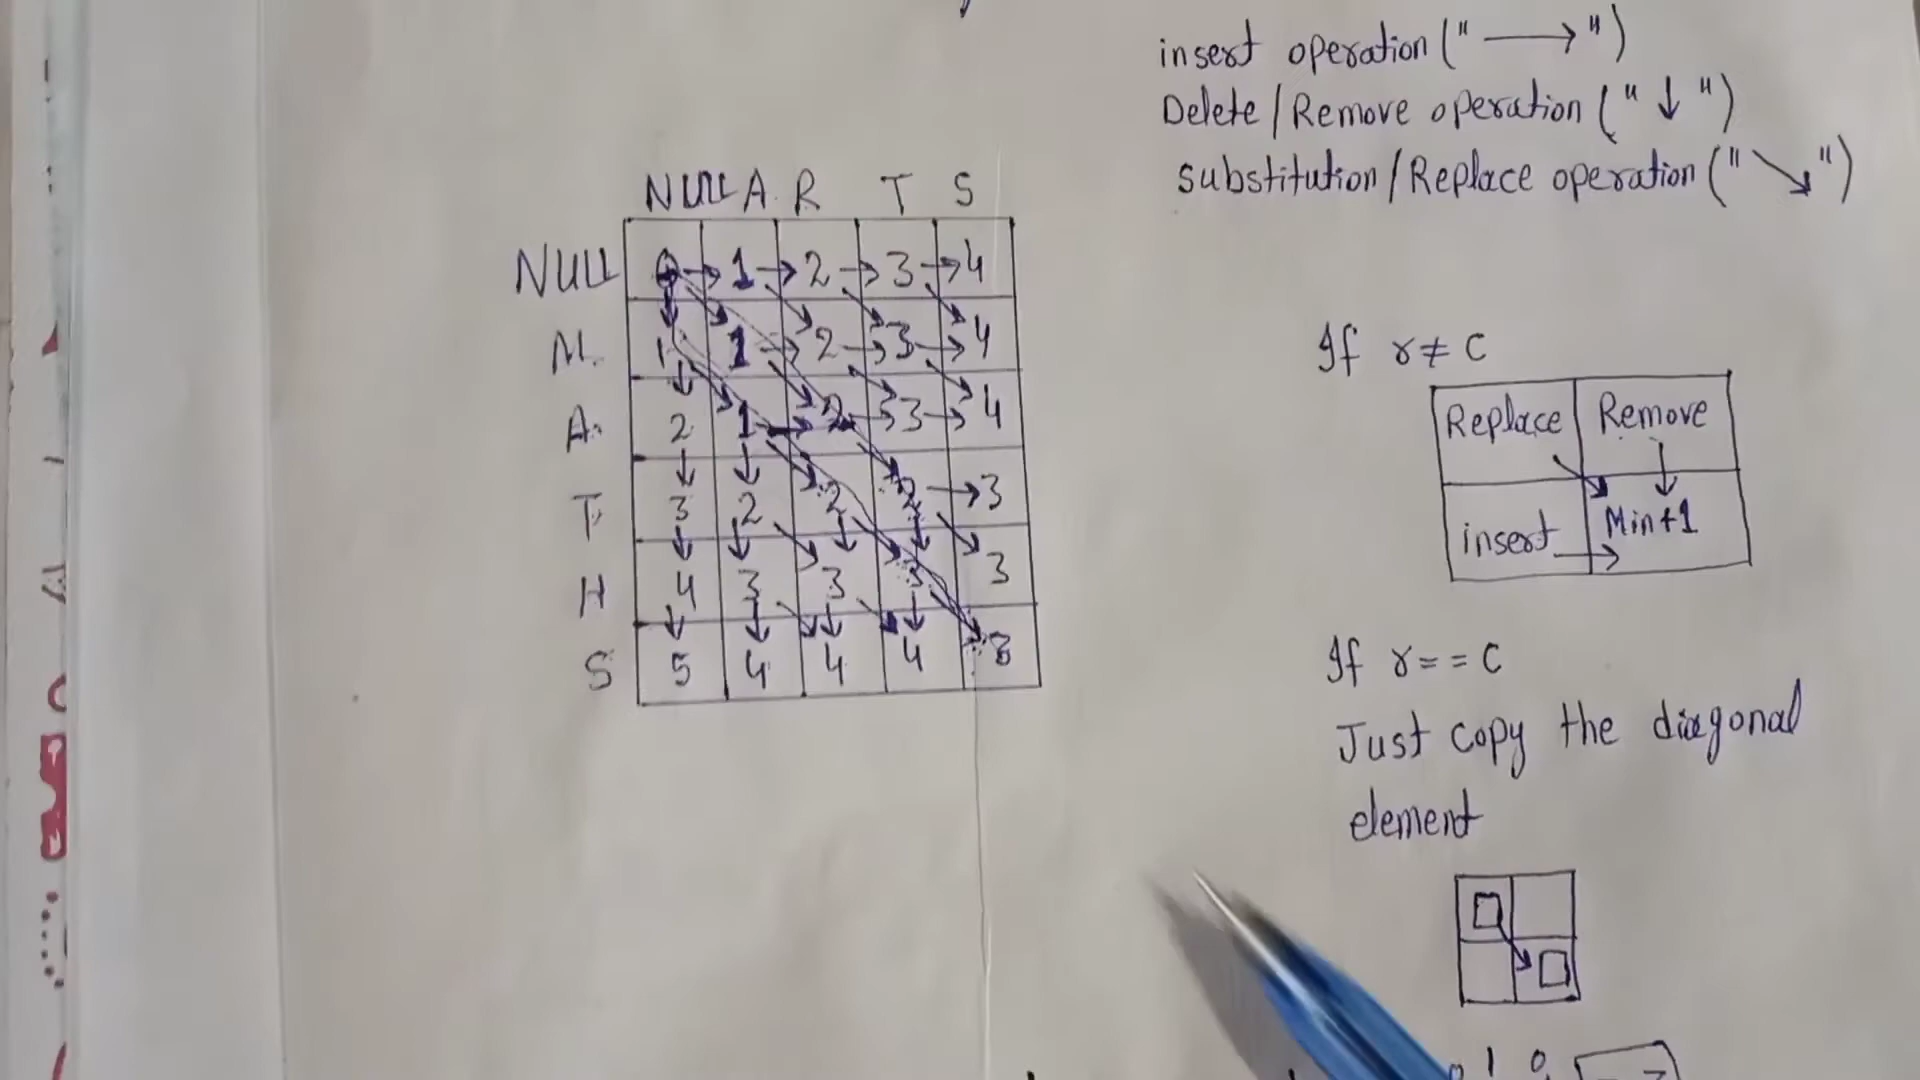 insert operation (" → ")
Delete / Remove operation (" ↓ ")
substitution / Replace operation (" ↘ ")
NULL A R T S
NULL 0 → 1 → 2 → 3 → 4
M 1 1 → 2 → 3 → 4
A 2 1 → 2 → 3 → 4
T 3 2 2 2 → 3
H 4 3 3 3 3
S 5 4 4 4 3
If r ≠ C
Replace Remove
insert → Min+1
If r == C
Just copy the diagonal
element